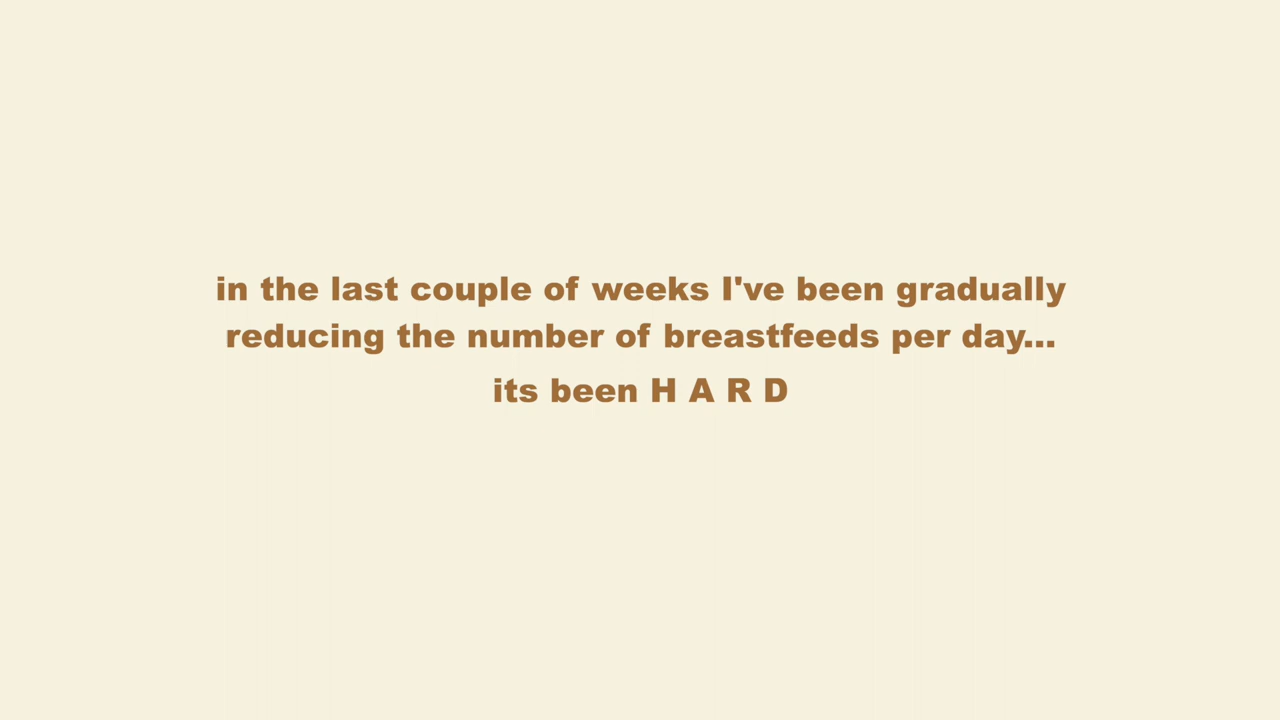 in the last couple of weeks I've been gradually
reducing the number of breastfeeds per day...
its been H A R D